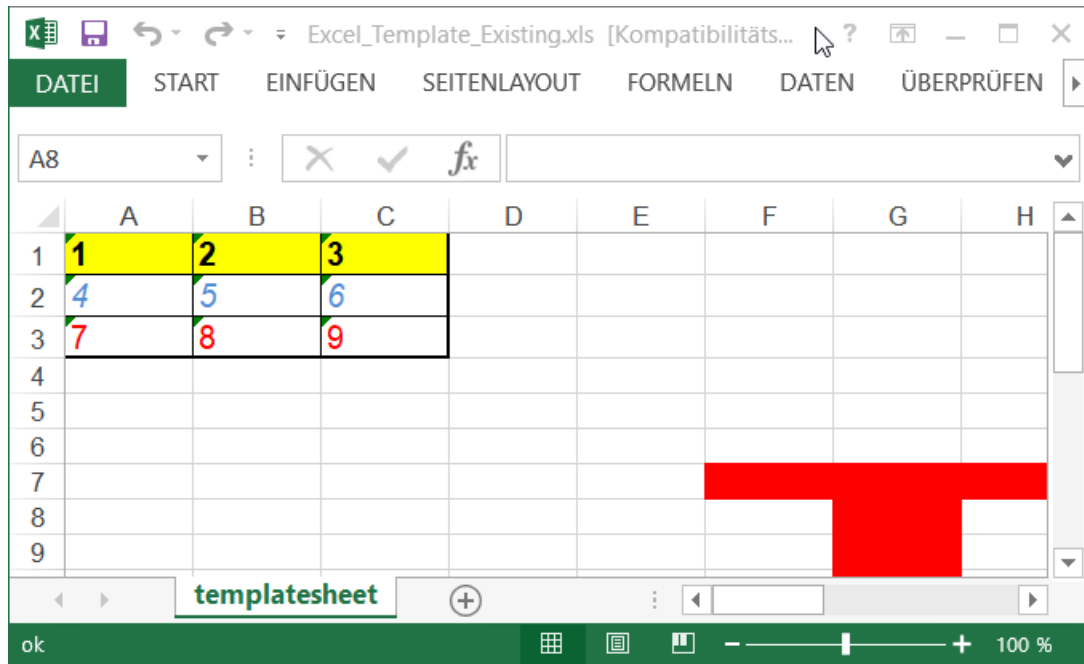 Excel_Template_Existing.xls [Kompatibilitäts... ?
DATEI START EINFÜGEN SEITENLAYOUT FORMELN DATEN ÜBERPRÜFEN
A8 fx
A B C D E F G H
1 1 2 3
2 4 5 6
3 7 8 9
4
5
6
7
8
9
templatesheet
ok 100 %